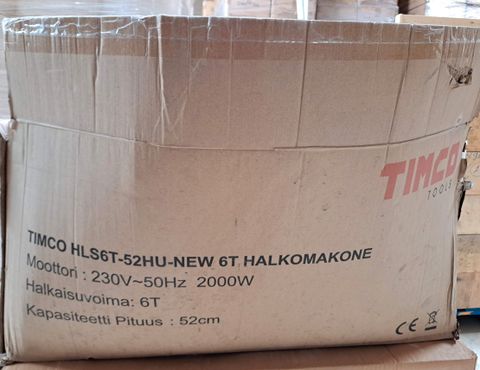 TIMCO
TOOLS
TIMCO HLS6T-52HU-NEW 6T HALKOMAKONE
Moottori : 230V~50Hz 2000W
Halkaisuvoima: 6T
Kapasiteetti Pituus : 52cm
CE